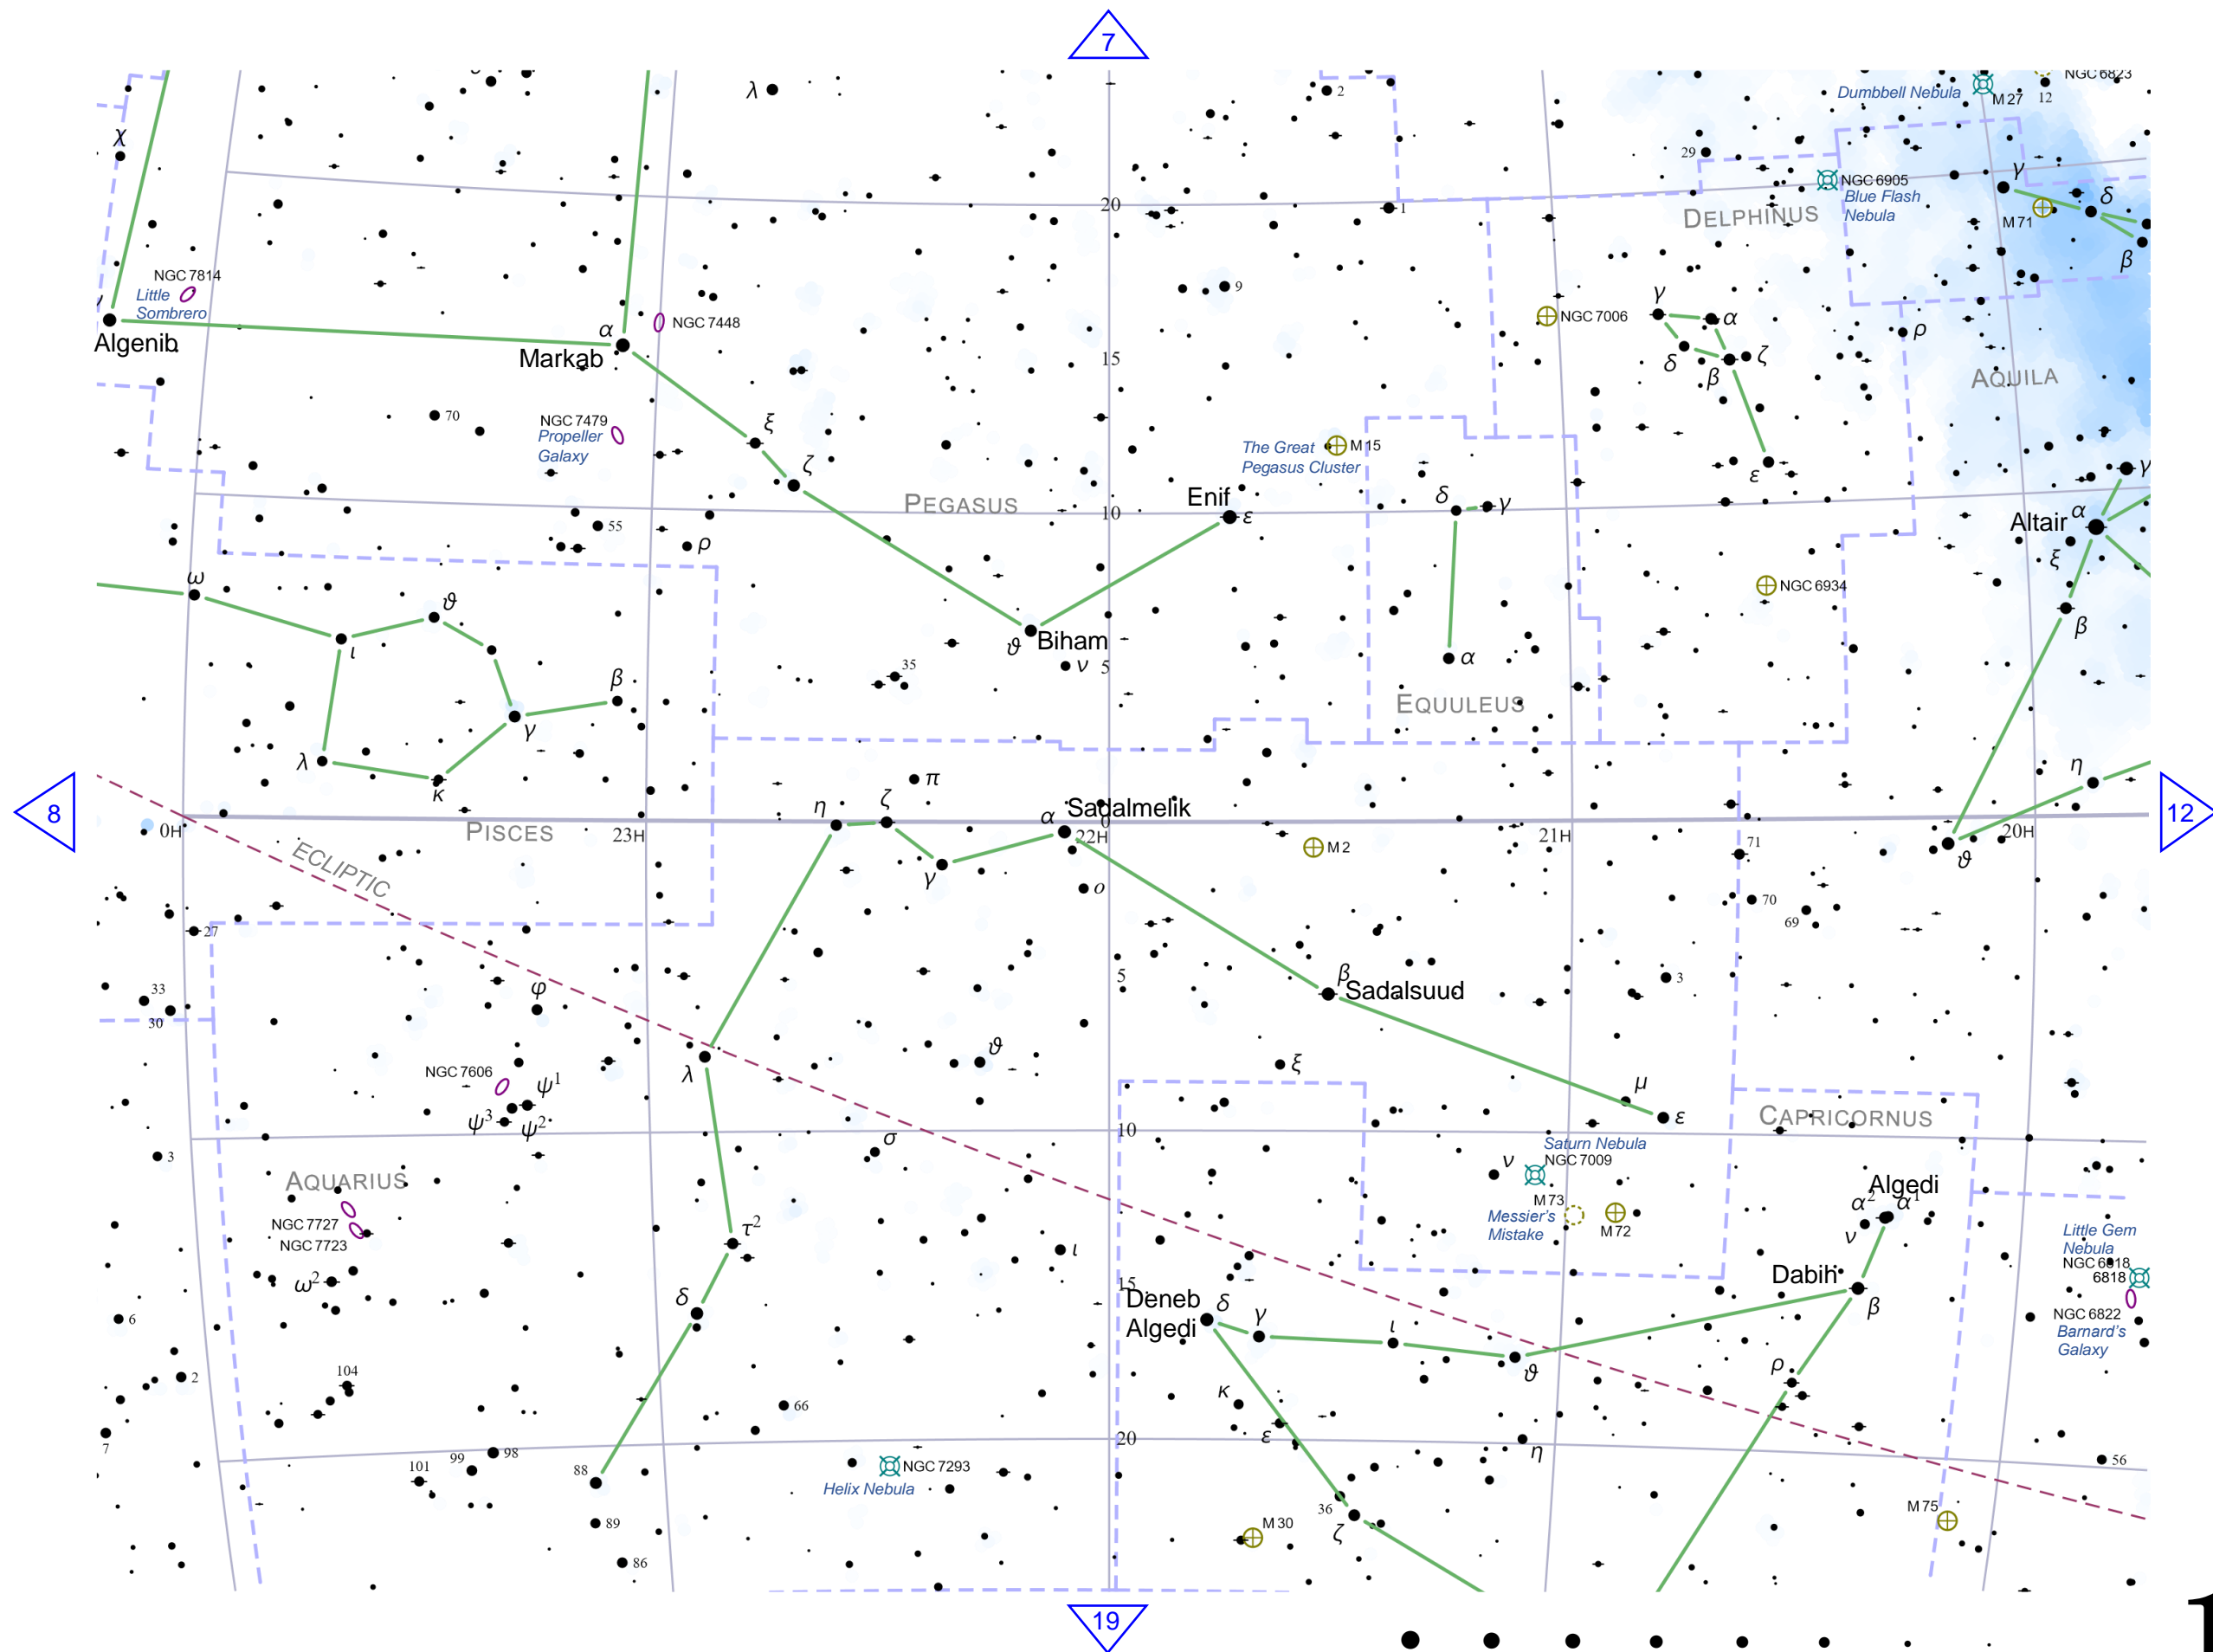 7
NGC 6823
Dumbbell Nebula
M 27
12
λ
2
χ
29
NGC 6905
Blue Flash
Nebula
γ
δ
M 71
β
20
1
DELPHINUS
NGC 7814
Little
Sombrero
9
γ
α
NGC 7006
ρ
Algenib
α
Markab
NGC 7448
15
δ
β
ζ
AQUILA
70
NGC 7479
Propeller
Galaxy
ξ
ζ
The Great
Pegasus Cluster
M 15
ε
γ
PEGASUS
Enif
ε
10
δ
γ
Altair
α
ξ
55
ρ
ω
ϑ
ι
NGC 6934
β
ϑ
Biham
ν
5
35
α
β
EQUULEUS
γ
λ
κ
π
η
8
0H
PISCES
23H
η
ζ
α
Sadalmelik
0
22H
M 2
21H
71
20H
ϑ
12
ECLIPTIC
γ
ο
70
69
27
33
30
φ
5
β
Sadalsuud
3
λ
ϑ
ξ
NGC 7606
ψ1
ψ3
ψ2
μ
ε
CAPRICORNUS
3
σ
10
Saturn Nebula
NGC 7009
ν
AQUARIUS
NGC 7727
NGC 7723
M 73
Messier's
Mistake
M 72
Algedi
α2
α1
ν
τ2
ι
Little Gem
Nebula
NGC 6818
6818
ω2
15
Dabih
β
δ
Deneb
Algedi
δ
γ
ι
ϑ
NGC 6822
Barnard's
Galaxy
6
2
104
ρ
κ
ε
66
7
20
η
101
99
98
88
NGC 7293
Helix Nebula
56
36
ζ
M 75
89
M 30
86
19